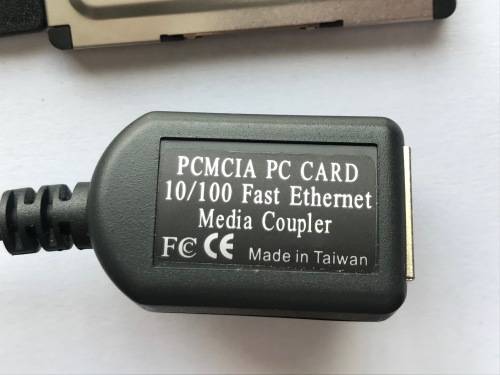 PCMCIA PC CARD
10/100 Fast Ethernet
Media Coupler
FC CE Made in Taiwan